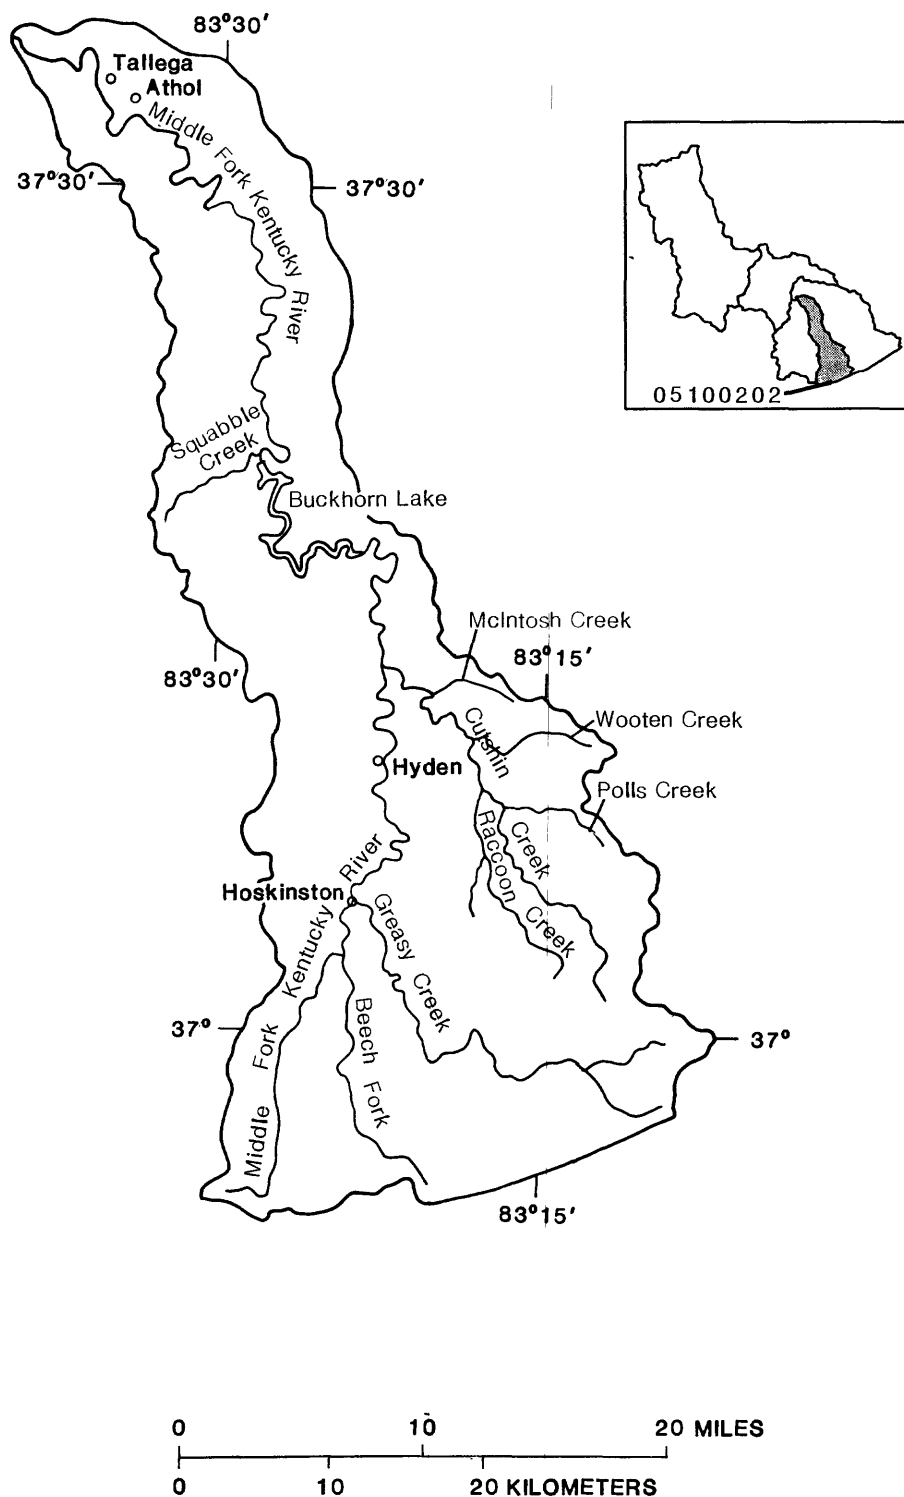 83°30'
Tallega
Athol
Middle Fork Kentucky River
37°30'
37°30'
05100202
Squabble
Creek
Buckhorn Lake
McIntosh Creek
83°15'
83°30'
Wooten Creek
Cutshin
Hyden
Polls Creek
Creek
Raccoon Creek
Hoskinston
Greasy Creek
Middle Fork Kentucky River
Beech Fork
37°
37°
83°15'
0 10 20 MILES
0 10 20 KILOMETERS